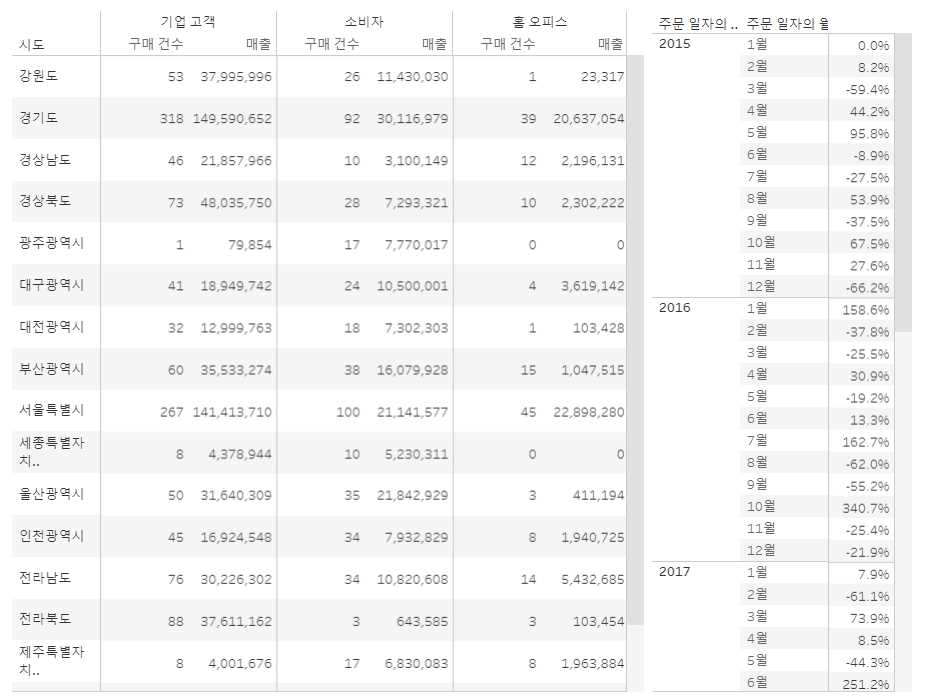 기업 고객 소비자 홈 오피스
시도 구매 건수 매출 구매 건수 매출 구매 건수 매출
강원도 53 37,995,996 26 11,430,030 1 23,317
경기도 318 149,590,652 92 30,116,979 39 20,637,054
경상남도 46 21,857,966 10 3,100,149 12 2,196,131
경상북도 73 48,035,750 28 7,293,321 10 2,302,222
광주광역시 1 79,854 17 7,770,017 0 0
대구광역시 41 18,949,742 24 10,500,001 4 3,619,142
대전광역시 32 12,999,763 18 7,302,303 1 103,428
부산광역시 60 35,533,274 38 16,079,928 15 1,047,515
서울특별시 267 141,413,710 100 21,141,577 45 22,898,280
세종특별자
치.. 8 4,378,944 10 5,230,311 0 0
울산광역시 50 31,640,309 35 21,842,929 3 411,194
인천광역시 45 16,924,548 34 7,932,829 8 1,940,725
전라남도 76 30,226,302 34 10,820,608 14 5,432,685
전라북도 88 37,611,162 3 643,585 3 103,454
제주특별자
치.. 8 4,001,676 17 6,830,083 8 1,963,884
주문 일자의 .. 주문 일자의 월
2015 1월 0.0%
2월 8.2%
3월 -59.4%
4월 44.2%
5월 95.8%
6월 -8.9%
7월 -27.5%
8월 53.9%
9월 -37.5%
10월 67.5%
11월 27.6%
12월 -66.2%
2016 1월 158.6%
2월 -37.8%
3월 -25.5%
4월 30.9%
5월 -19.2%
6월 13.3%
7월 162.7%
8월 -62.0%
9월 -55.2%
10월 340.7%
11월 -25.4%
12월 -21.9%
2017 1월 7.9%
2월 -61.1%
3월 73.9%
4월 8.5%
5월 -44.3%
6월 251.2%